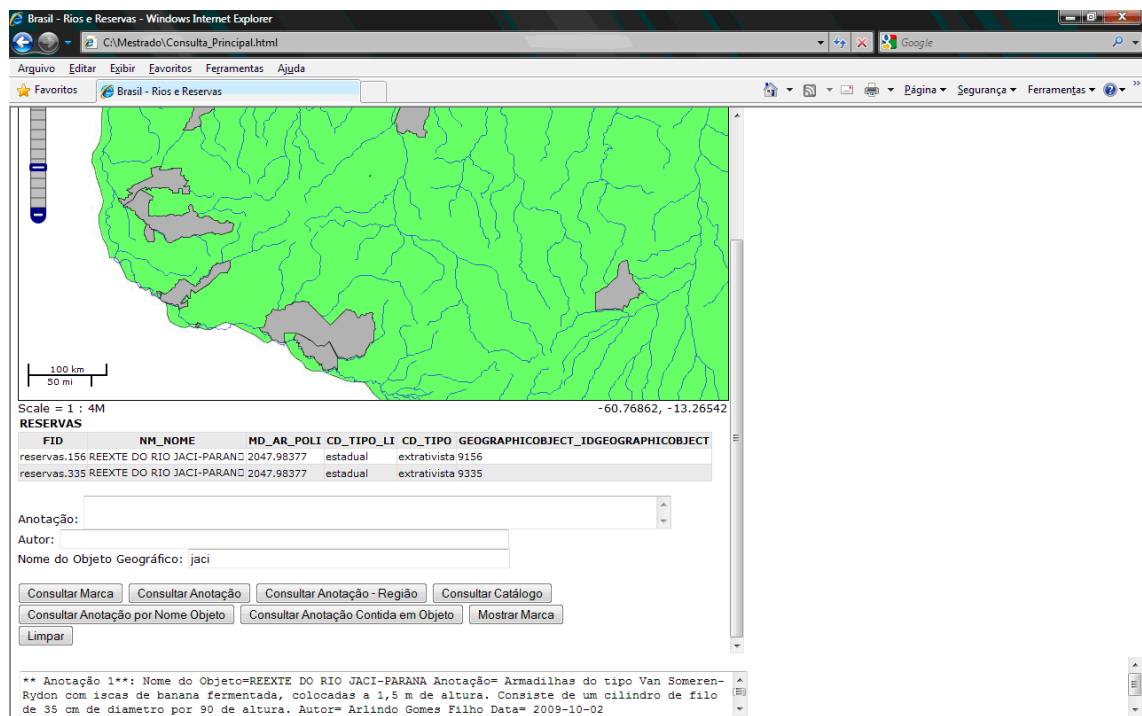 Brasil - Rios e Reservas - Windows Internet Explorer
C:\Mestrado\Consulta_Principal.html
Google
Arquivo Editar Exibir Favoritos Ferramentas Ajuda
Favoritos Brasil - Rios e Reservas Página Segurança Ferramentas
100 km
50 mi
Scale = 1 : 4M -60.76862, -13.26542
RESERVAS
FID NM_NOME MD_AR_POLI CD_TIPO_LI CD_TIPO GEOGRAPHICOBJECT_IDGEOGRAPHICOBJECT
reservas.156 REEXTE DO RIO JACI-PARAN 2047.98377 estadual extrativista 9156
reservas.335 REEXTE DO RIO JACI-PARAN 2047.98377 estadual extrativista 9335
Anotação:
Autor:
Nome do Objeto Geográfico: jaci
Consultar Marca Consultar Anotação Consultar Anotação - Região Consultar Catálogo
Consultar Anotação por Nome Objeto Consultar Anotação Contida em Objeto Mostrar Marca
Limpar
** Anotação 1**: Nome do Objeto=REEXTE DO RIO JACI-PARANA Anotação= Armadilhas do tipo Van Someren-
Rydon com iscas de banana fermentada, colocadas a 1,5 m de altura. Consiste de um cilindro de filo
de 35 cm de diametro por 90 de altura. Autor= Arlindo Gomes Filho Data= 2009-10-02